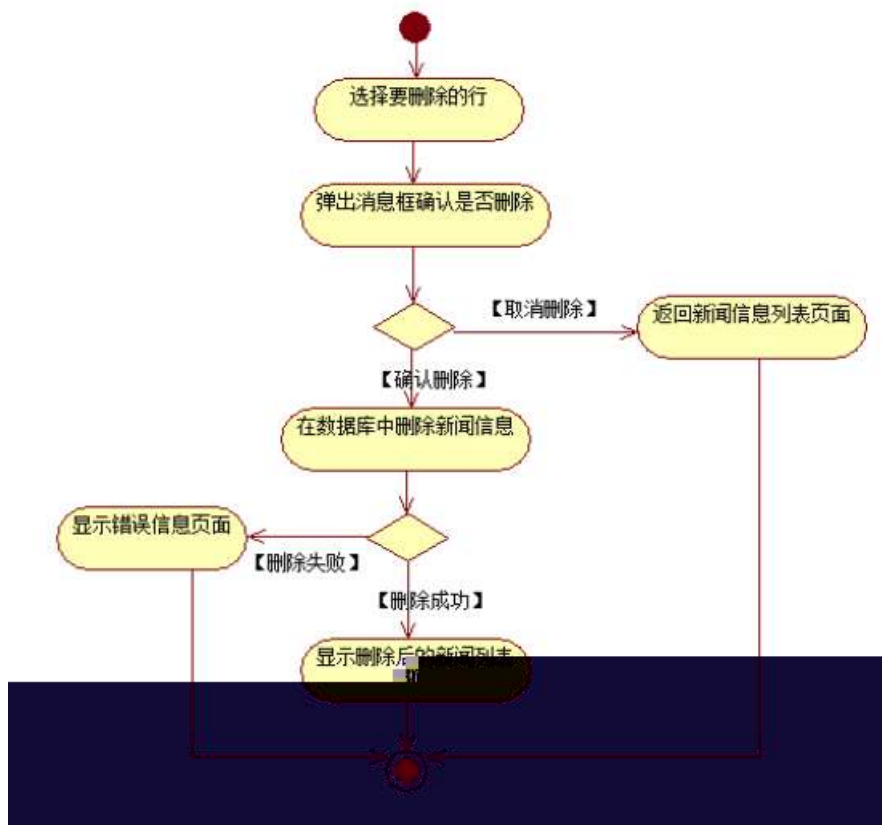 选择要删除的行
弹出消息框确认是否删除
【取消删除】
返回新闻信息列表页面
【确认删除】
在数据库中删除新闻信息
显示错误信息页面
【删除失败】
【删除成功】
显示删除后的新闻列表